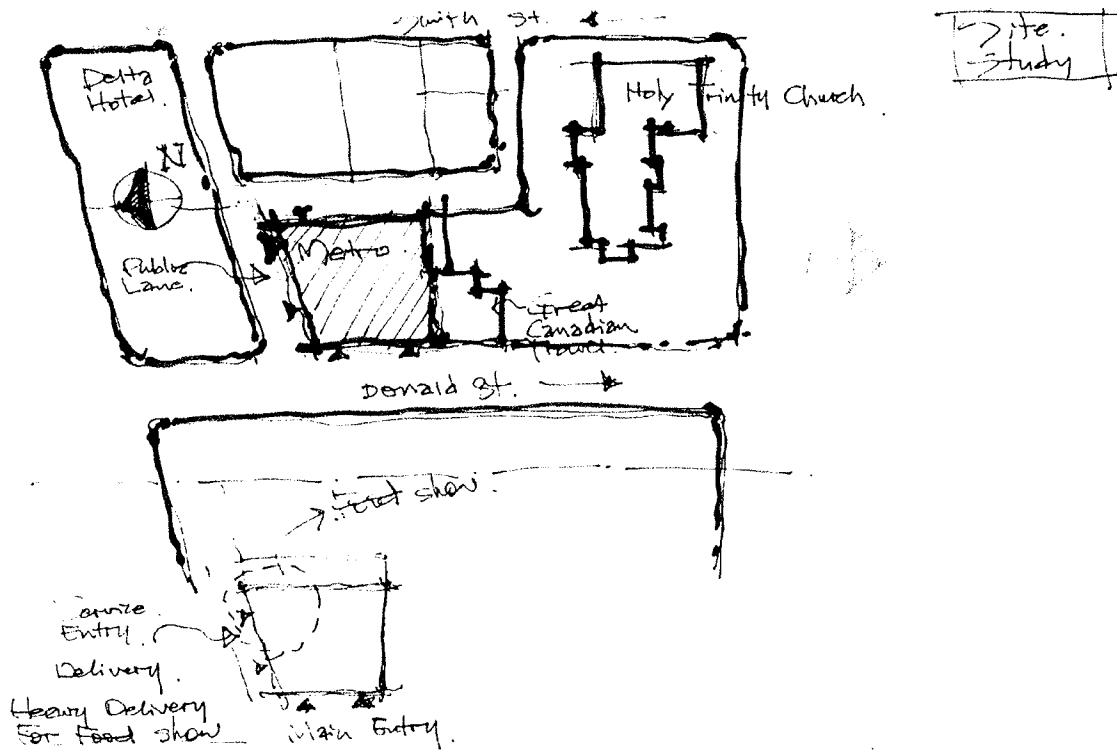 Smith St.
Site.
Study
Delta
Hotel.
Holy Trinity Church
N
Metro
Public
Lane.
Great
Canadian
Travel.
Donald St.
Food show.
Service
Entry.
Delivery.
Heavy Delivery
For Food show
Main Entry.